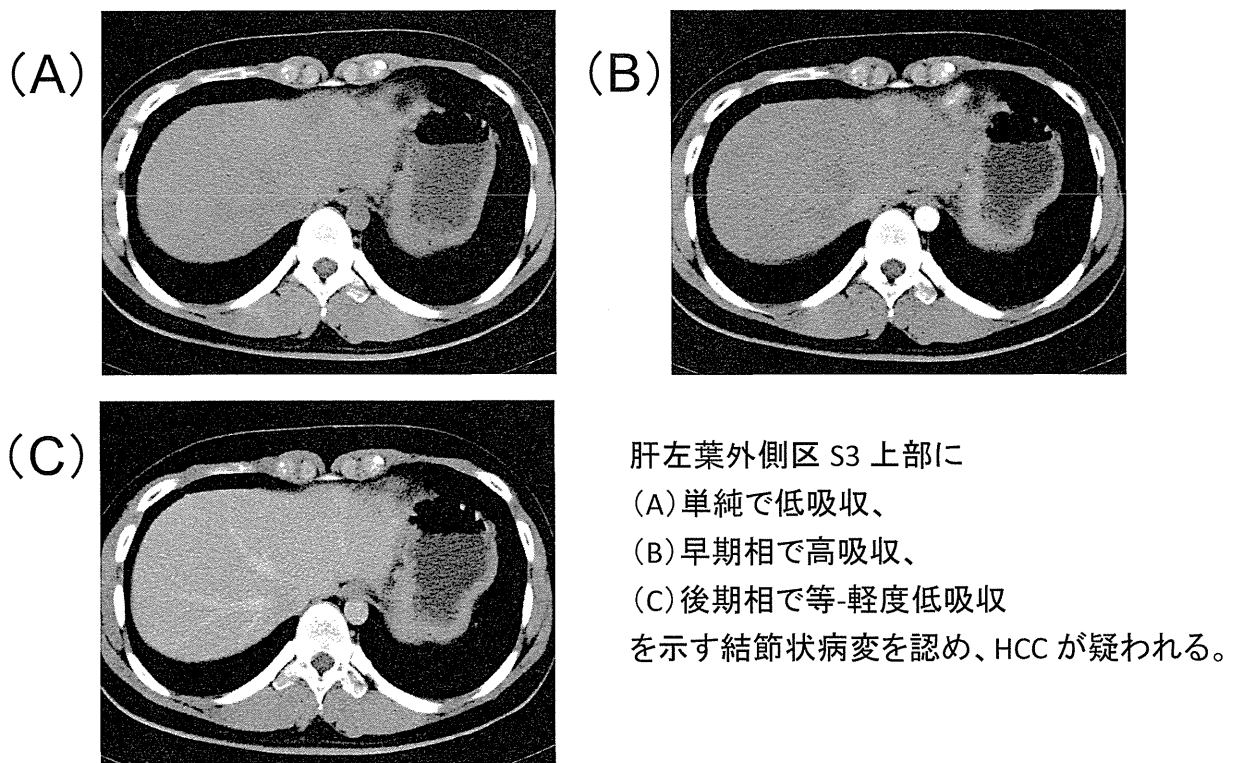 (A)
(B)
(C)
肝左葉外側区 S3 上部に
(A)単純で低吸収、
(B)早期相で高吸収、
(C)後期相で等-軽度低吸収
を示す結節状病変を認め、HCC が疑われる。